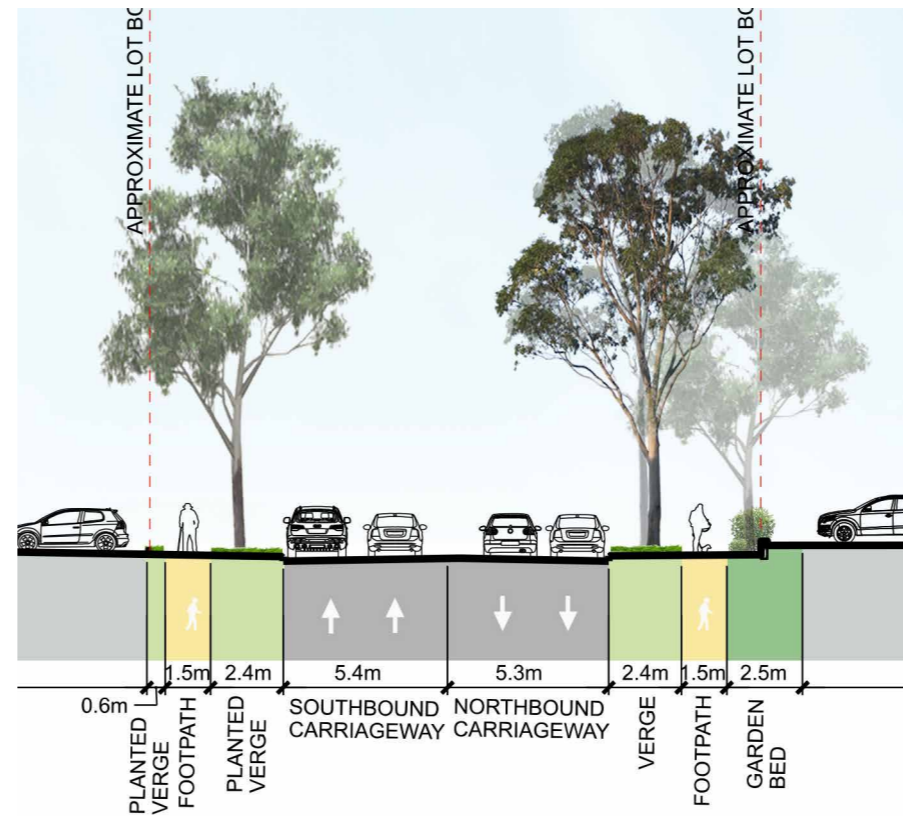 APPROXIMATE LOT BO
APPROXIMATE LOT BO
0.6m
1.5m
2.4m
5.4m
5.3m
2.4m
1.5m
2.5m
PLANTED
VERGE
FOOTPATH
PLANTED
VERGE
SOUTHBOUND
CARRIAGEWAY
NORTHBOUND
CARRIAGEWAY
VERGE
FOOTPATH
GARDEN
BED